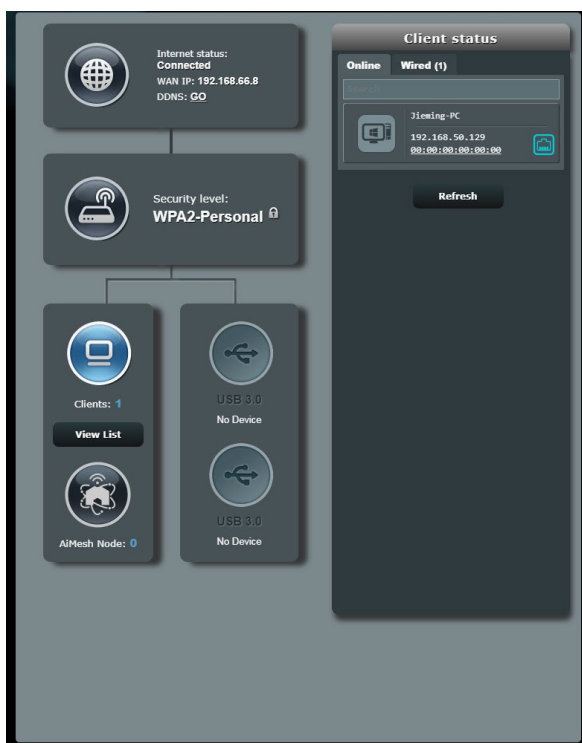 Internet status:
Connected
WAN IP: 192.168.66.8
DDNS: GO
Security level:
WPA2-Personal
Clients: 1
View List
AiMesh Node: 0
USB 3.0
No Device
USB 3.0
No Device
Client status
Online Wired (1)
Search
Jieming-PC
192.168.50.129
00:00:00:00:00:00
Refresh